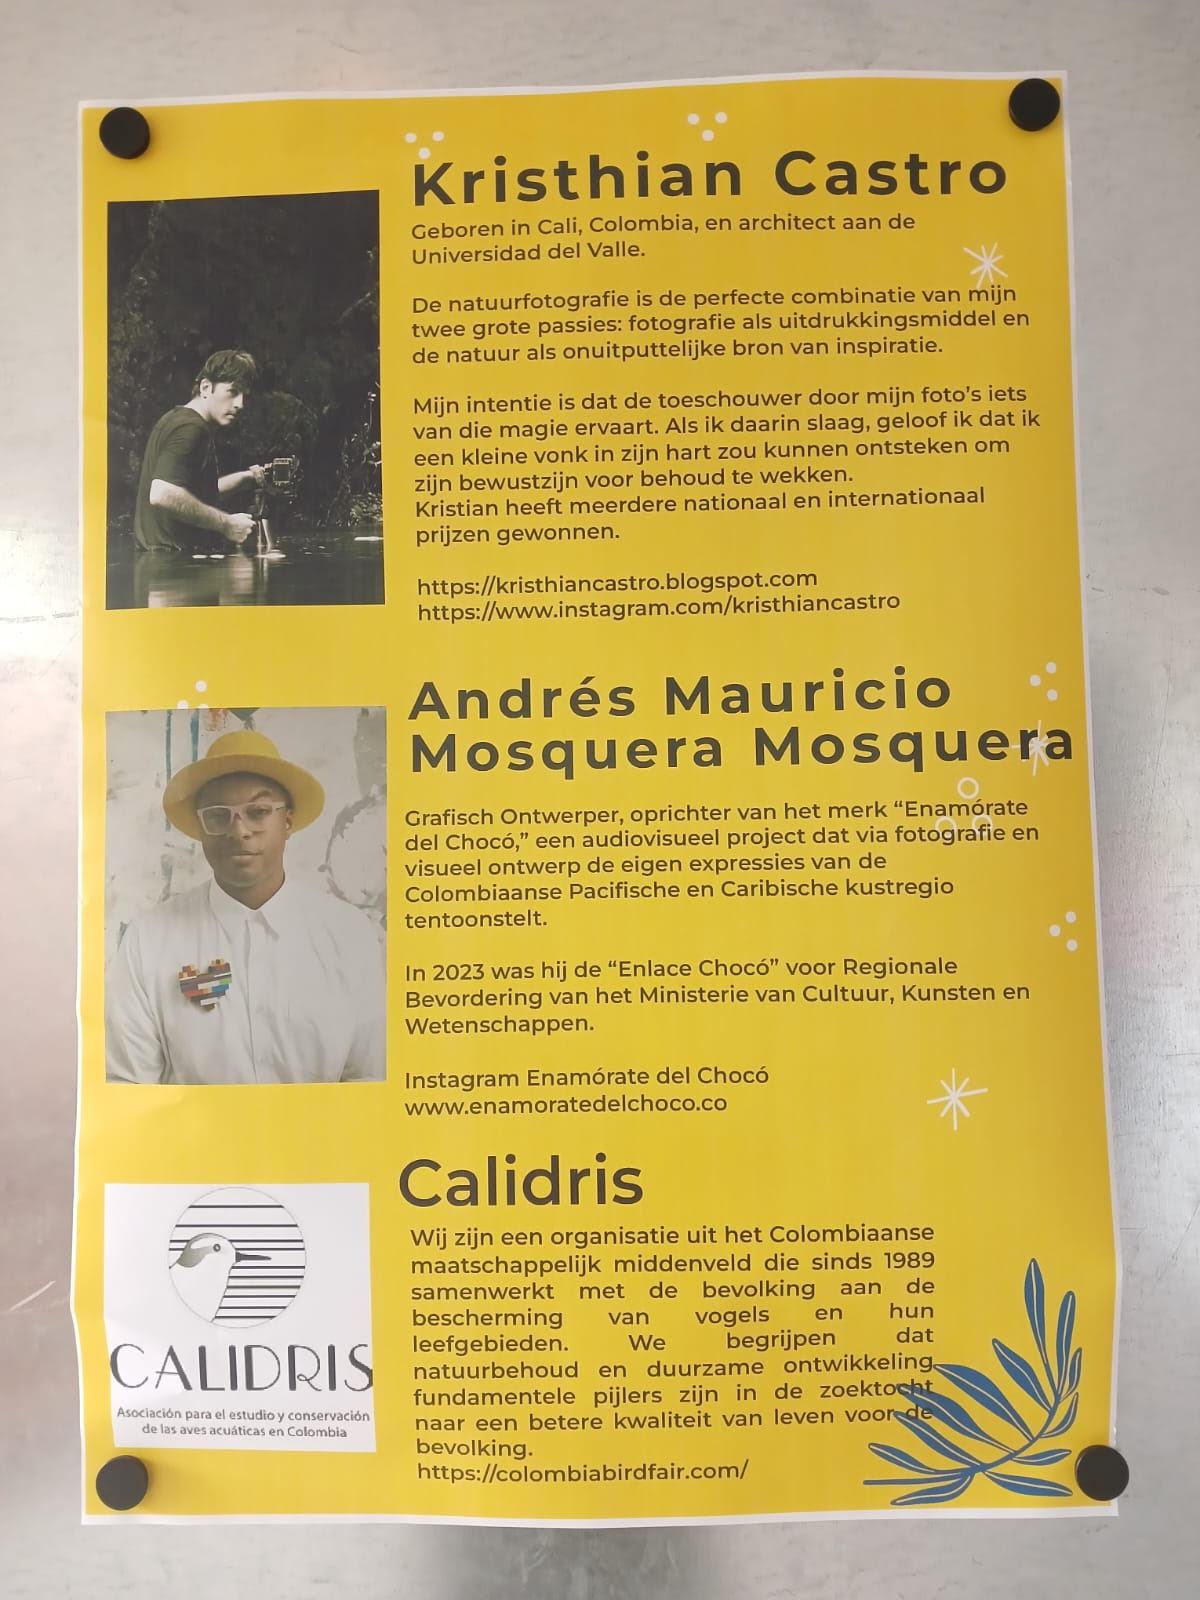 Kristhian Castro
Geboren in Cali, Colombia, en architect aan de
Universidad del Valle.
De natuurfotografie is de perfecte combinatie van mijn
twee grote passies: fotografie als uitdrukkingsmiddel en
de natuur als onuitputtelijke bron van inspiratie.
Mijn intentie is dat de toeschouwer door mijn foto's iets
van die magie ervaart. Als ik daarin slaag, geloof ik dat ik
een kleine vonk in zijn hart zou kunnen ontsteken om
zijn bewustzijn voor behoud te wekken.
Kristian heeft meerdere nationaal en internationaal
prijzen gewonnen.
https://kristhiancastro.blogspot.com
https://www.instagram.com/kristhiancastro
Andrés Mauricio
Mosquera Mosquera
Grafisch Ontwerper, oprichter van het merk “Enamórate
del Chocó,” een audiovisueel project dat via fotografie en
visueel ontwerp de eigen expressies van de
Colombiaanse Pacifische en Caribische kustregio
tentoonstelt.
In 2023 was hij de “Enlace Chocó” voor Regionale
Bevordering van het Ministerie van Cultuur, Kunsten en
Wetenschappen.
Instagram Enamórate del Chocó
www.enamoratedelchoco.co
Calidris
Wij zijn een organisatie uit het Colombiaanse
maatschappelijk middenveld die sinds 1989
samenwerkt met de bevolking aan de
bescherming van vogels en hun
leefgebieden. We begrijpen dat
natuurbehoud en duurzame ontwikkeling
fundamentele pijlers zijn in de zoektocht
naar een betere kwaliteit van leven voor de
bevolking.
https://colombiabirdfair.com/
CALIDRIS
Asociación para el estudio y conservación
de las aves acuáticas en Colombia